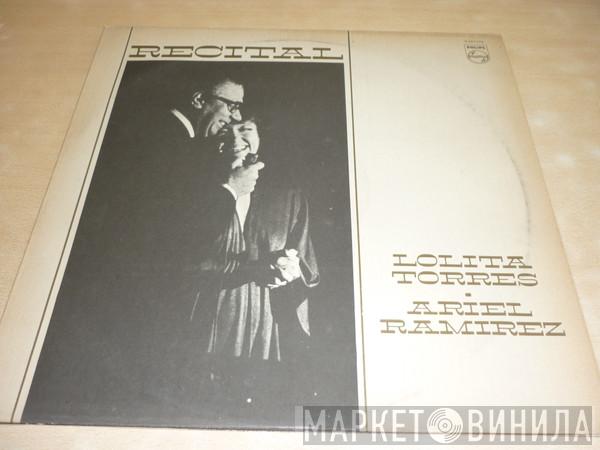 RECITAL
PHILIPS
LOLITA
TORRES
-
ARIEL
RAMIREZ
МАРКЕТ ВИНИЛА